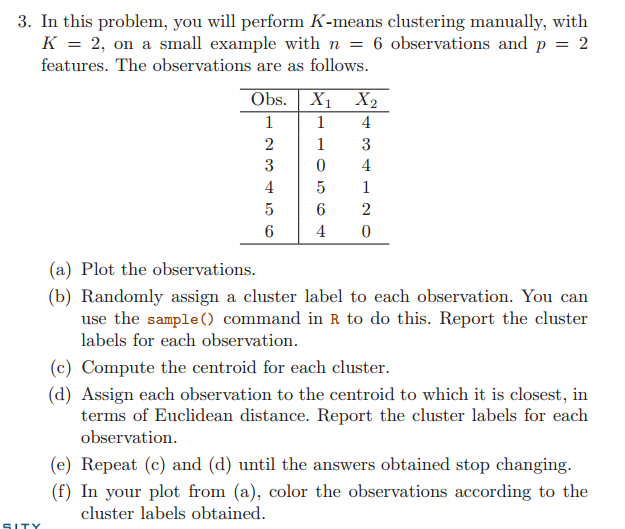 3. In this problem, you will perform K-means clustering manually, with
K = 2, on a small example with n = 6 observations and p = 2
features. The observations are as follows.
Obs. X₁ X₂
1 1 4
2 1 3
3 0 4
4 5 1
5 6 2
6 4 0
(a) Plot the observations.
(b) Randomly assign a cluster label to each observation. You can
use the sample() command in R to do this. Report the cluster
labels for each observation.
(c) Compute the centroid for each cluster.
(d) Assign each observation to the centroid to which it is closest, in
terms of Euclidean distance. Report the cluster labels for each
observation.
(e) Repeat (c) and (d) until the answers obtained stop changing.
(f) In your plot from (a), color the observations according to the
cluster labels obtained.
SITY